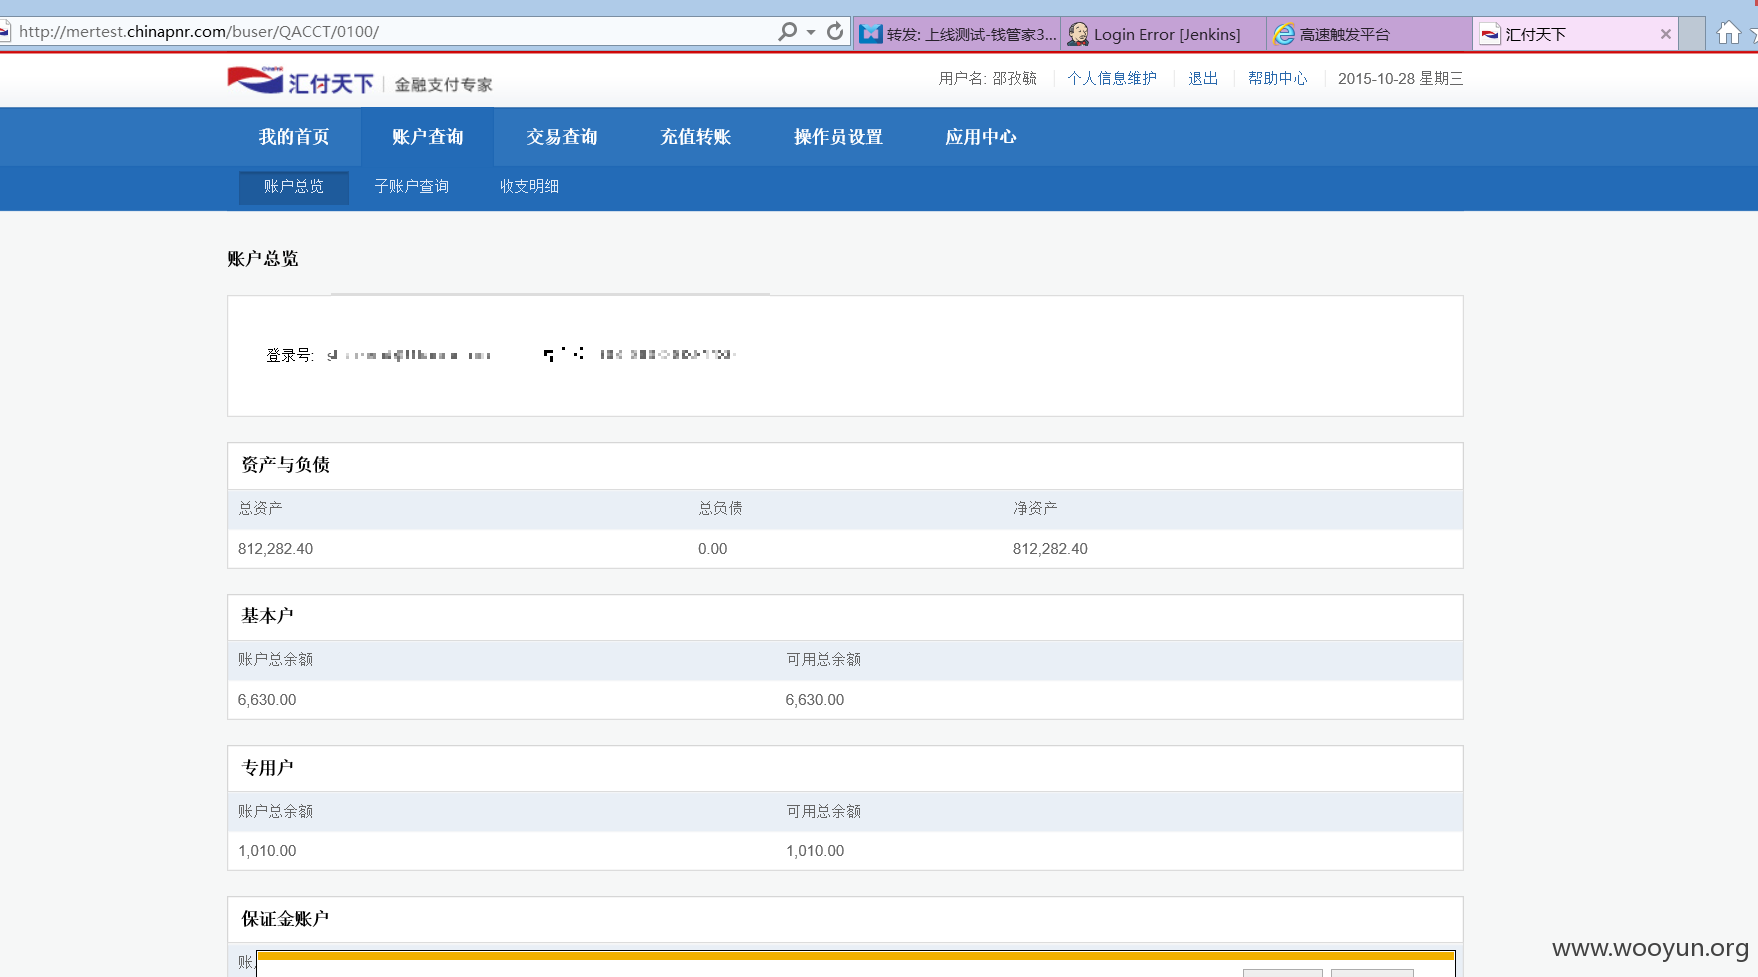 http://mertest.chinapnr.com/buser/QACCT/0100/
转发: 上线测试-钱管家3...
Login Error [Jenkins]
高速触发平台
汇付天下
汇付天下 | 金融支付专家
用户名: 邵孜毓
个人信息维护
退出
帮助中心
2015-10-28 星期三
我的首页
账户查询
交易查询
充值转账
操作员设置
应用中心
账户总览
子账户查询
收支明细
账户总览
登录号:
资产与负债
总资产 总负债 净资产
812,282.40 0.00 812,282.40
基本户
账户总余额 可用总余额
6,630.00 6,630.00
专用户
账户总余额 可用总余额
1,010.00 1,010.00
保证金账户
账
www.wooyun.org